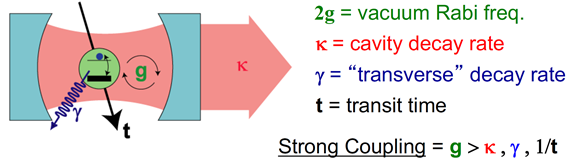 g
κ
γ
t
2g = vacuum Rabi freq.
κ = cavity decay rate
γ = “transverse” decay rate
t = transit time
Strong Coupling = g > κ , γ , 1/t